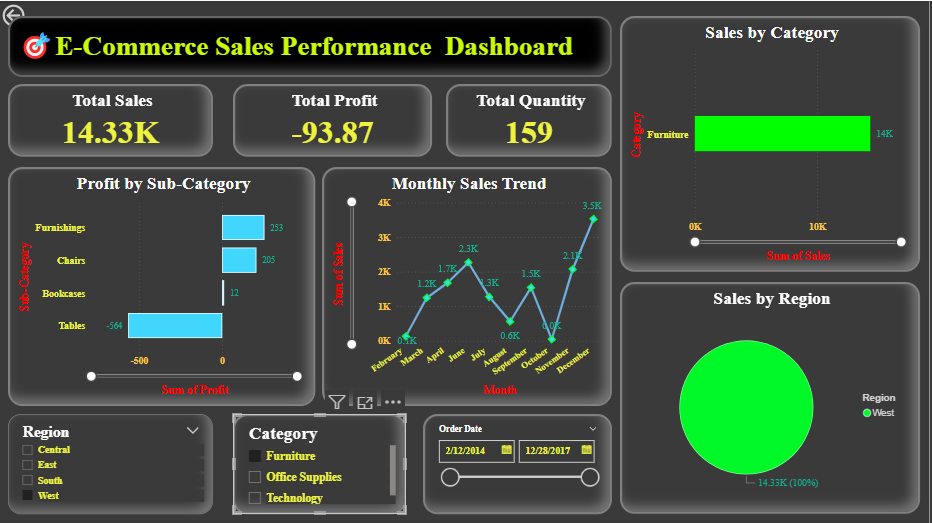 E-Commerce Sales Performance Dashboard
Total Sales
14.33K
Total Profit
-93.87
Total Quantity
159
Sales by Category
Category
Furniture
14K
0K 10K
Sum of Sales
Profit by Sub-Category
Sub-Category
Furnishings 253
Chairs 205
Bookcases 12
Tables -564
-500 0
Sum of Profit
Monthly Sales Trend
Sum of Sales
4K
3K
2K
1K
0K
0.1K
1.2K
1.7K
2.3K
1.3K
0.6K
1.5K
0.0K
2.1K
3.5K
February
March
April
June
July
August
September
October
November
December
Month
Sales by Region
Region
West
14.33K (100%)
Region
Central
East
South
West
Category
Furniture
Office Supplies
Technology
Order Date
2/12/2014 12/28/2017